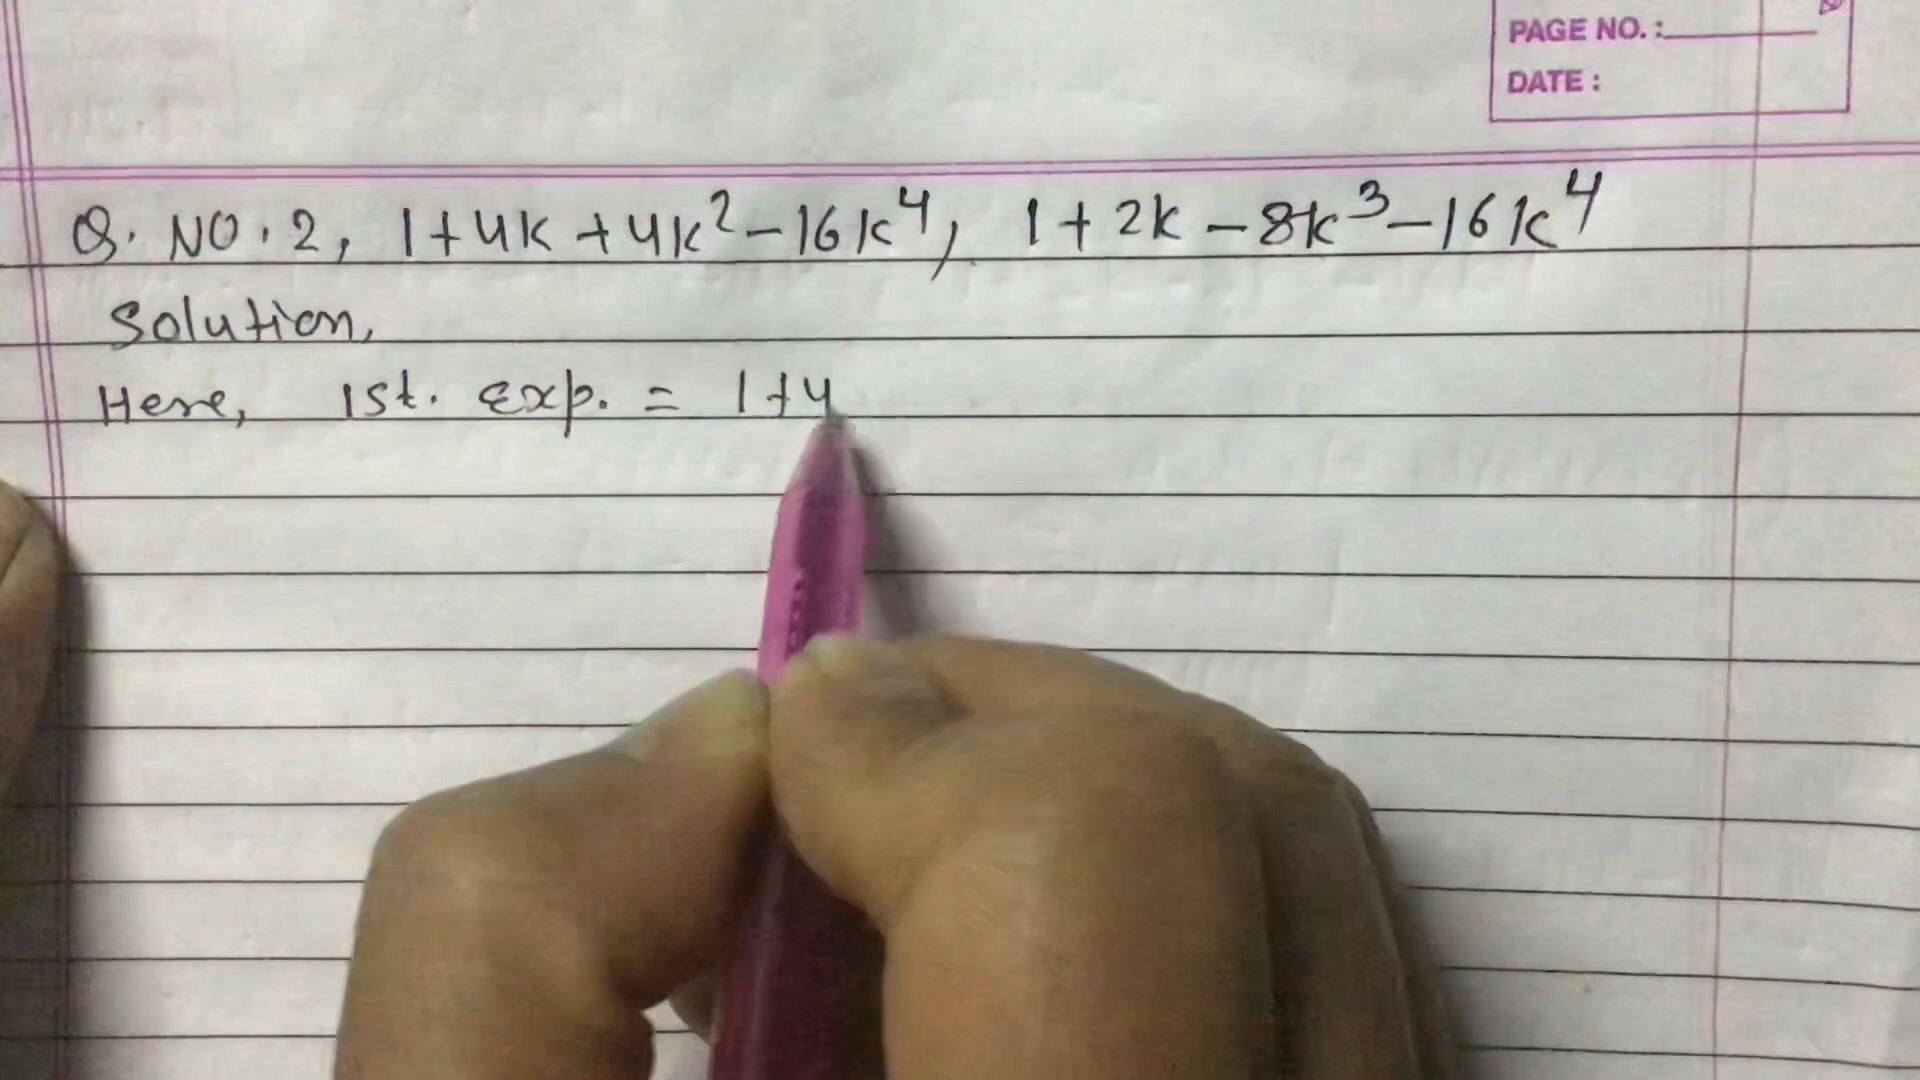 PAGE NO. :
DATE :
Q. NO. 2, 1+4k+4k²-16k⁴, 1+2k-8k³-16k⁴
Solution,
Here, 1st. exp. = 1+4